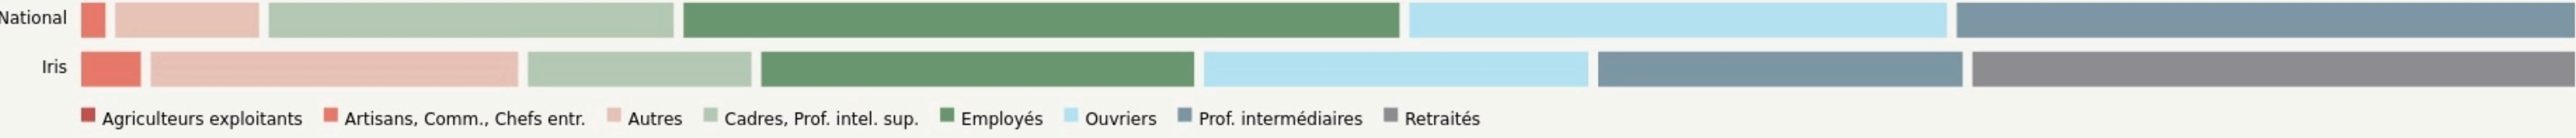 National
Iris
Agriculteurs exploitants Artisans, Comm., Chefs entr. Autres Cadres, Prof. intel. sup. Employés Ouvriers Prof. intermédiaires Retraités